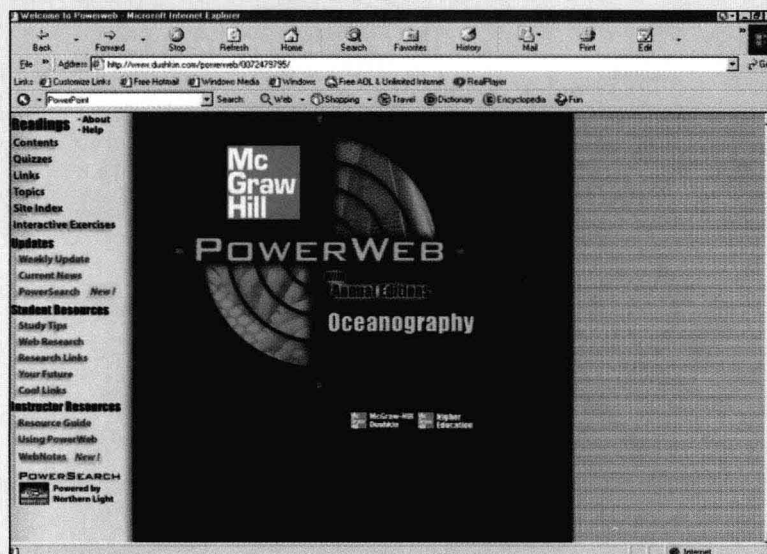 Welcome to Powerweb - Microsoft Internet Explorer
Back Forward Stop Refresh Home Search Favorites History Mail Print Edit
File Address http://www.dushkin.com/powerweb/0072479795/ Go
Links Customize Links Free Hotmail Windows Media Windows Free AOL & Unlimited Internet RealPlayer
PowerPoint Search Web Shopping Travel Dictionary Encyclopedia Fun
Readings
About
Help
Contents
Quizzes
Links
Topics
Site Index
Interactive Exercises
Updates
Weekly Update
Current News
PowerSearch New!
Student Resources
Study Tips
Web Research
Research Links
Your Future
Cool Links
Instructor Resources
Resource Guide
Using PowerWeb
WebNotes New!
POWERSEARCH
Powered by
Northern Light
Mc
Graw
Hill
POWERWEB
with
Annual Editions
Oceanography
McGraw-Hill
Dushkin
Higher
Education
Internet